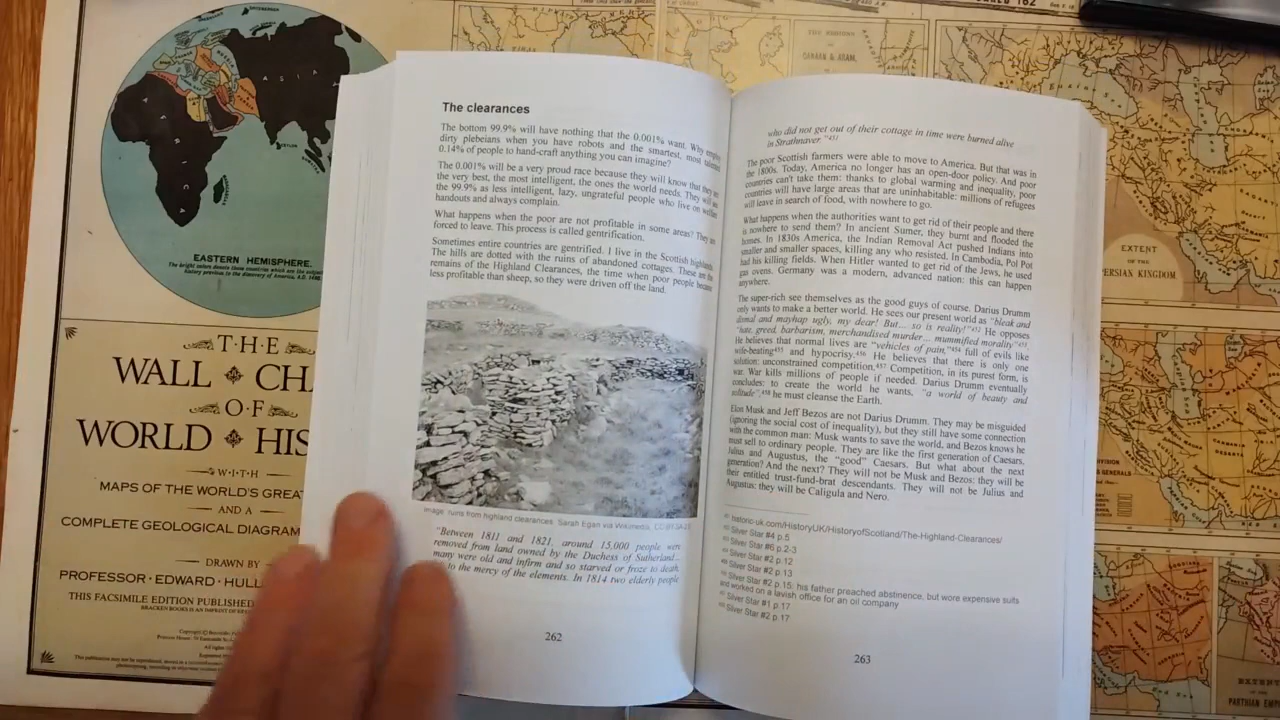 The clearances
The bottom 99.9% will have nothing that the 0.001% want. Why
dirty plebeians when you have robots and the smartest, most
0.14% of people to hand-craft anything you can imagine?
The 0.001% will be a very proud race because they will know that they
the very best, the most intelligent, the ones the world needs. They will
the 99.9% as less intelligent, lazy, ungrateful people who live on
handouts and always complain.
What happens when the poor are not profitable in some areas? They
forced to leave. This process is called gentrification.
Sometimes entire countries are gentrified. I live in the Scottish
The hills are dotted with the ruins of abandoned cottages. These are
remains of the Highland Clearances, the time when poor people
less profitable than sheep, so they were driven off the land.
Image: ruins from highland clearances. Sarah Egan via Wikimedia,
"Between 1811 and 1821, around 15,000 people were
removed from land owned by the Duchess of Sutherland...
many were old and infirm and so starved or froze to death,
to the mercy of the elements. In 1814 two elderly people
262
who did not get out of their cottage in time were burned alive
in Strathnaver."451
The poor Scottish farmers were able to move to America. But that was in
the 1800s. Today, America no longer has an open-door policy. And poor
countries can't take them: thanks to global warming and inequality, poor
countries will have large areas that are uninhabitable: millions of refugees
will leave in search of food, with nowhere to go.
What happens when the authorities want to get rid of people and there
is nowhere to send them? In ancient Sumer, they burnt and flooded the
homes. In 1830s America, the Indian Removal Act pushed Indians into
smaller and smaller spaces, killing any who resisted. In Cambodia, Pol Pot
had his killing fields. When Hitler wanted to get rid of the Jews, he used
gas ovens. Germany was a modern, advanced nation: this can happen
anywhere.
The super-rich see themselves as the good guys of course. Darius Drumm
only wants to make a better world. He sees our present world as "bleak and
dismal and mayhap ugly, my dear! But... so is reality!"452 He opposes
"hate, greed, barbarism, merchandised murder... mummified morality"453
He believes that normal lives are "vehicles of pain,"454 full of evils like
wife-beating455 and hypocrisy.456 He believes that there is only one
solution: unconstrained competition.457 Competition, in its purest form, is
war. War kills millions of people if needed. Darius Drumm eventually
concludes: to create the world he wants, "a world of beauty and
solitude",458 he must cleanse the Earth.
Elon Musk and Jeff Bezos are not Darius Drumm. They may be misguided
(ignoring the social cost of inequality), but they still have some connection
with the common man: Musk wants to save the world, and Bezos knows he
must sell to ordinary people. They are like the first generation of Caesars,
Julius and Augustus, the "good" Caesars. But what about the next
generation? And the next? They will not be Musk and Bezos: they will be
their entitled trust-fund-brat descendants. They will not be Julius and
Augustus: they will be Caligula and Nero.
historic-uk.com/HistoryUK/HistoryofScotland/The-Highland-Clearances/
Silver Star #4 p.5
Silver Star #6 p.2-3
Silver Star #2 p.12
Silver Star #2 p.13
Silver Star #2 p.15: his father preached abstinence, but wore expensive suits
and worked on a lavish office for an oil company
Silver Star #1 p.17
Silver Star #2 p.17
263
AFRICA
ASIA
EASTERN HEMISPHERE.
THE
WALL
OF
WORLD
WITH
MAPS OF THE WORLD'S
AND A
COMPLETE GEOLOGICAL
DRAWN BY
PROFESSOR · EDWARD ·
THIS FACSIMILE EDITION PUBLISHED
CANAAN & ADAM,
EXTENT
OF THE
PERSIAN KINGDOM